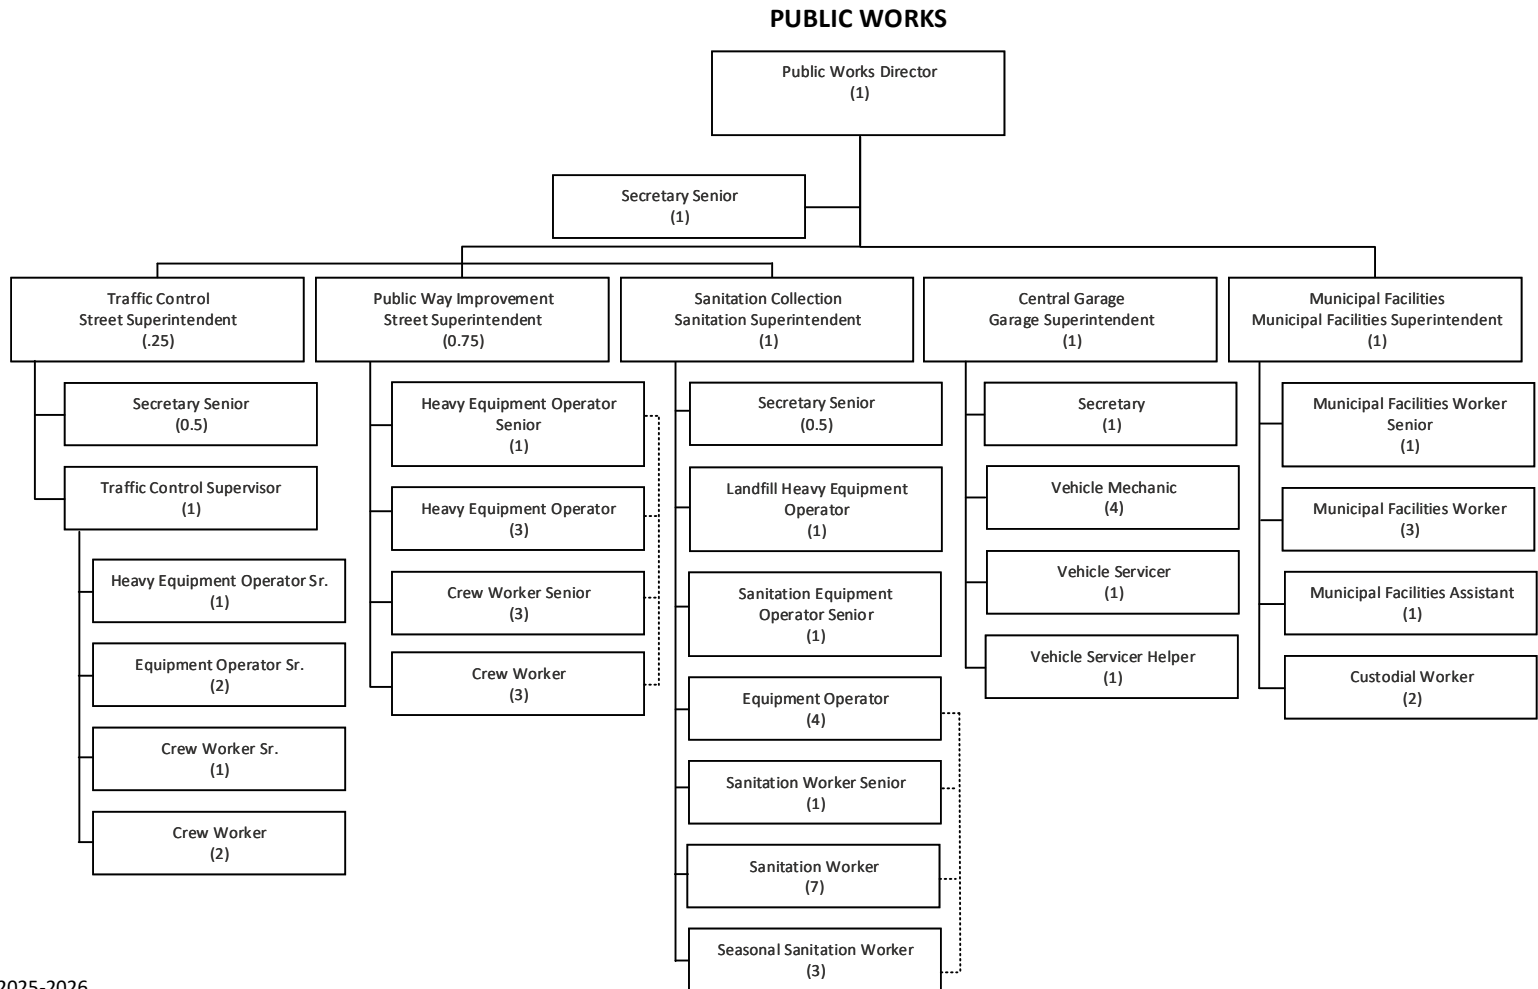 PUBLIC WORKS
Public Works Director
(1)
Secretary Senior
(1)
Traffic Control
Street Superintendent
(.25)
Secretary Senior
(0.5)
Traffic Control Supervisor
(1)
Heavy Equipment Operator Sr.
(1)
Equipment Operator Sr.
(2)
Crew Worker Sr.
(1)
Crew Worker
(2)
Public Way Improvement
Street Superintendent
(0.75)
Heavy Equipment Operator
Senior
(1)
Heavy Equipment Operator
(3)
Crew Worker Senior
(3)
Crew Worker
(3)
Sanitation Collection
Sanitation Superintendent
(1)
Secretary Senior
(0.5)
Landfill Heavy Equipment
Operator
(1)
Sanitation Equipment
Operator Senior
(1)
Equipment Operator
(4)
Sanitation Worker Senior
(1)
Sanitation Worker
(7)
Seasonal Sanitation Worker
(3)
Central Garage
Garage Superintendent
(1)
Secretary
(1)
Vehicle Mechanic
(4)
Vehicle Servicer
(1)
Vehicle Servicer Helper
(1)
Municipal Facilities
Municipal Facilities Superintendent
(1)
Municipal Facilities Worker
Senior
(1)
Municipal Facilities Worker
(3)
Municipal Facilities Assistant
(1)
Custodial Worker
(2)
2025-2026